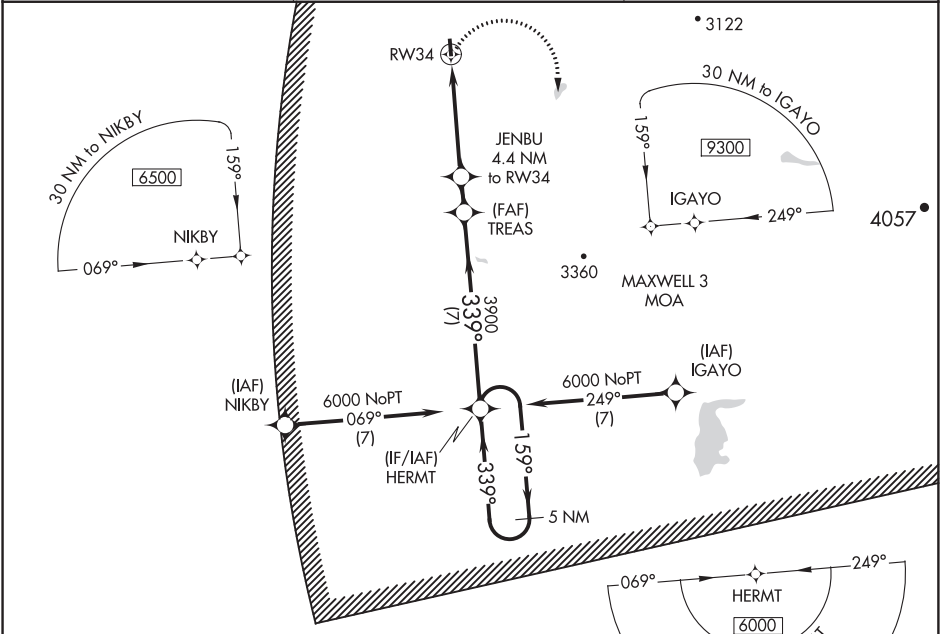 3122
RW34
30 NM to NIKBY
159°
6500
NIKBY
069°
JENBU
4.4 NM
to RW34
(FAF)
TREAS
30 NM to IGAYO
159°
9300
IGAYO
249°
4057
3360
MAXWELL 3
MOA
3900
339°
(7)
(IAF)
NIKBY
6000 NoPT
069°
(7)
(IF/IAF)
HERMT
6000 NoPT
249°
(7)
(IAF)
IGAYO
159°
339°
5 NM
069°
249°
HERMT
6000